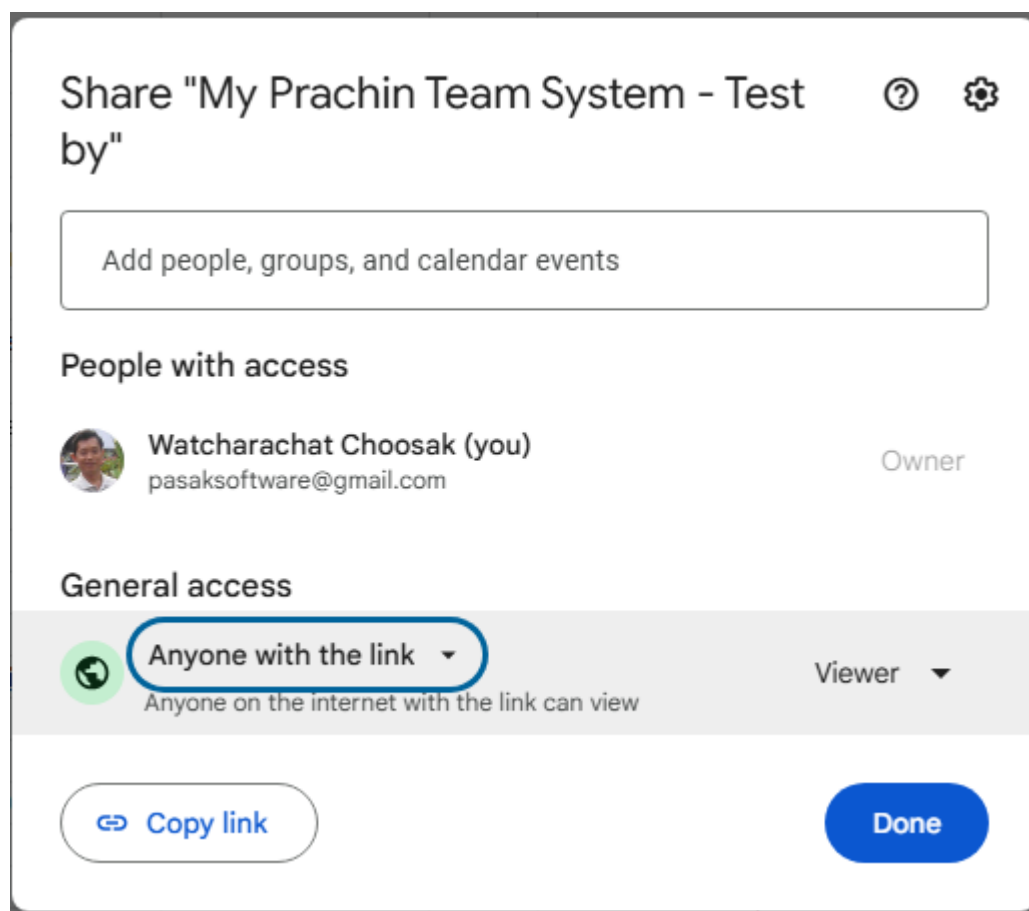 Share "My Prachin Team System - Test
by"
Add people, groups, and calendar events
People with access
Watcharachat Choosak (you)
pasaksoftware@gmail.com
Owner
General access
Anyone with the link
Anyone on the internet with the link can view
Viewer
Copy link
Done